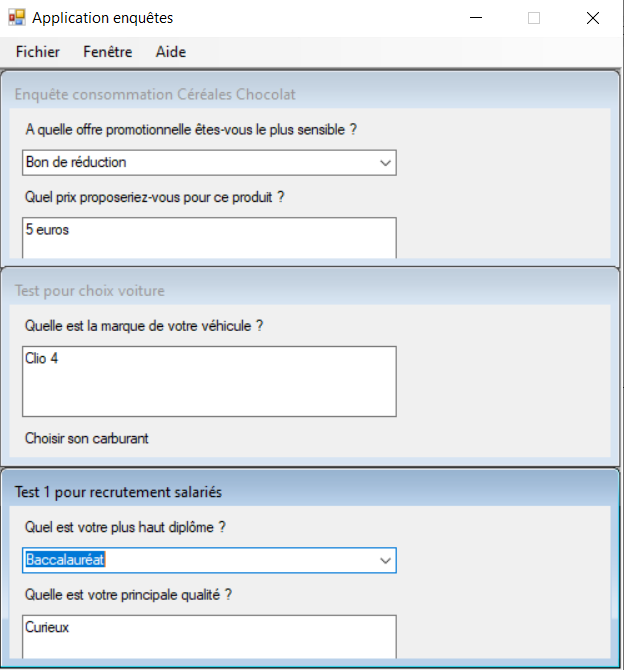 Application enquêtes
Fichier Fenêtre Aide
Enquête consommation Céréales Chocolat
A quelle offre promotionnelle êtes-vous le plus sensible ?
Bon de réduction
Quel prix proposeriez-vous pour ce produit ?
5 euros
Test pour choix voiture
Quelle est la marque de votre véhicule ?
Clio 4
Choisir son carburant
Test 1 pour recrutement salariés
Quel est votre plus haut diplôme ?
Baccalauréat
Quelle est votre principale qualité ?
Curieux